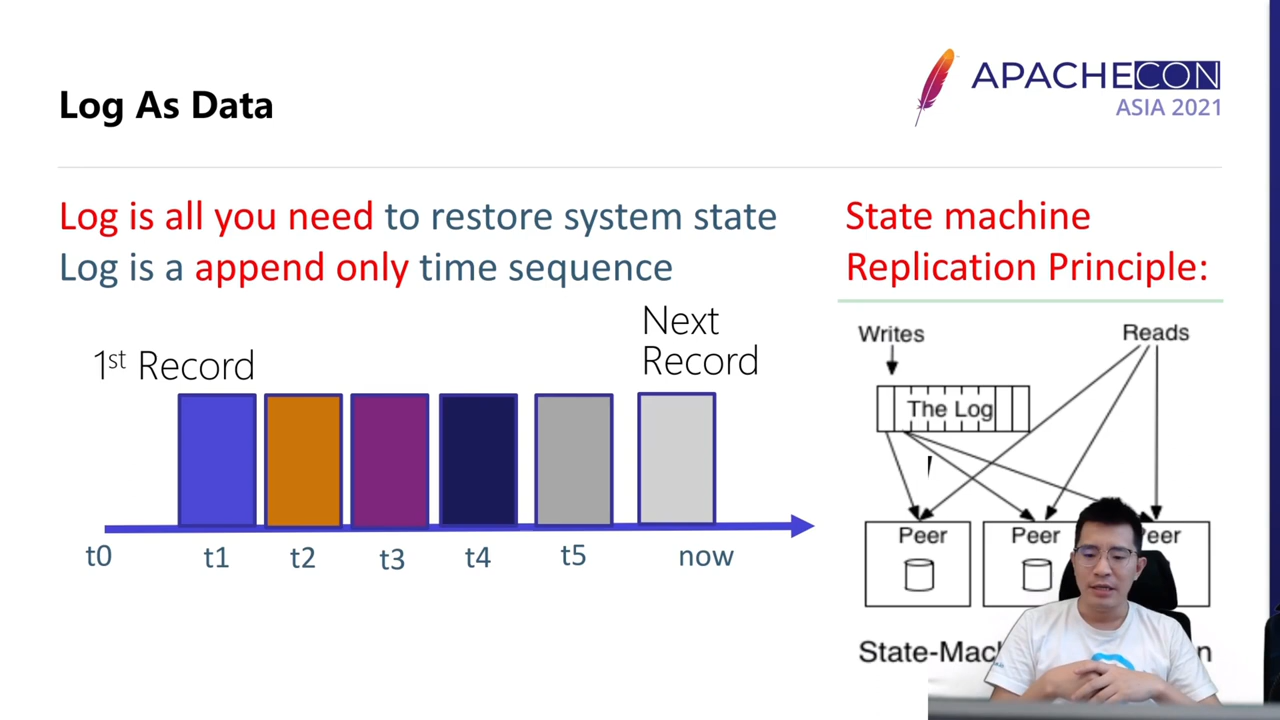 APACHECON
ASIA 2021
Log As Data
Log is all you need to restore system state
Log is a append only time sequence
1st Record
Next
Record
t0
t1
t2
t3
t4
t5
now
State machine
Replication Principle:
Writes
Reads
The Log
Peer
Peer